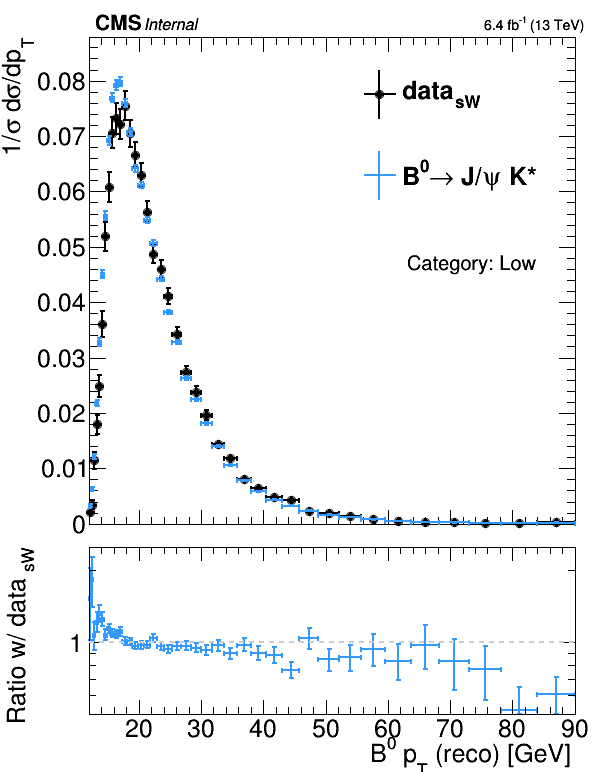 CMS Internal 6.4 fb⁻¹ (13 TeV)
1/σ dσ/dp_T
0.08
0.07
0.06
0.05
0.04
0.03
0.02
0.01
0
data_sW
B⁰→ J/ψ K*
Category: Low
Ratio w/ data _sW
1
20 30 40 50 60 70 80 90
B⁰ p_T (reco) [GeV]